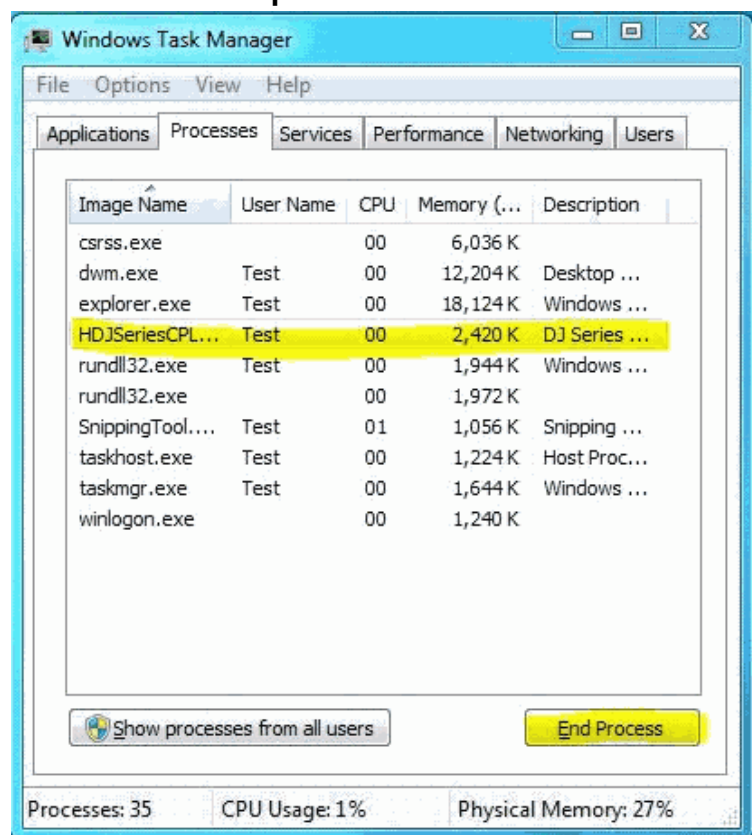 Windows Task Manager
File Options View Help
Applications Processes Services Performance Networking Users
Image Name User Name CPU Memory (... Description
csrss.exe 00 6,036 K
dwm.exe Test 00 12,204 K Desktop ...
explorer.exe Test 00 18,124 K Windows ...
HDJSeriesCPL... Test 00 2,420 K DJ Series ...
rundll32.exe Test 00 1,944 K Windows ...
rundll32.exe 00 1,972 K
SnippingTool.... Test 01 1,056 K Snipping ...
taskhost.exe Test 00 1,224 K Host Proc...
taskmgr.exe Test 00 1,644 K Windows ...
winlogon.exe 00 1,240 K
Show processes from all users End Process
Processes: 35 CPU Usage: 1% Physical Memory: 27%